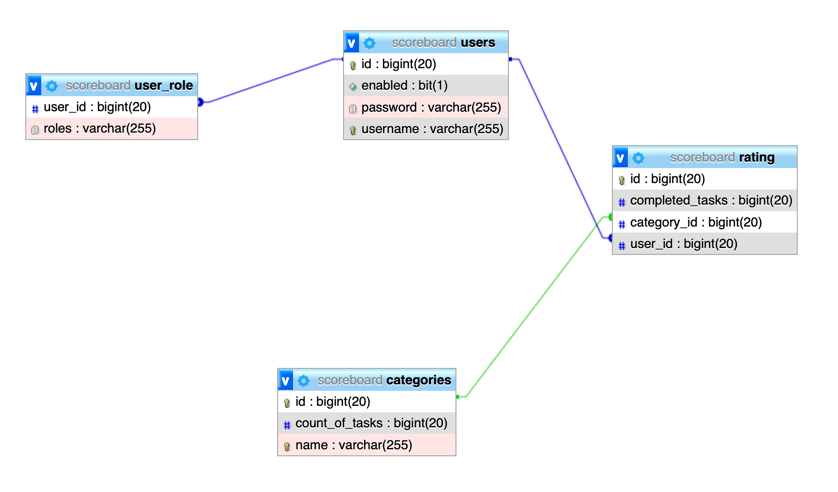 scoreboard users
id : bigint(20)
enabled : bit(1)
password : varchar(255)
username : varchar(255)
scoreboard user_role
user_id : bigint(20)
roles : varchar(255)
scoreboard rating
id : bigint(20)
completed_tasks : bigint(20)
category_id : bigint(20)
user_id : bigint(20)
scoreboard categories
id : bigint(20)
count_of_tasks : bigint(20)
name : varchar(255)